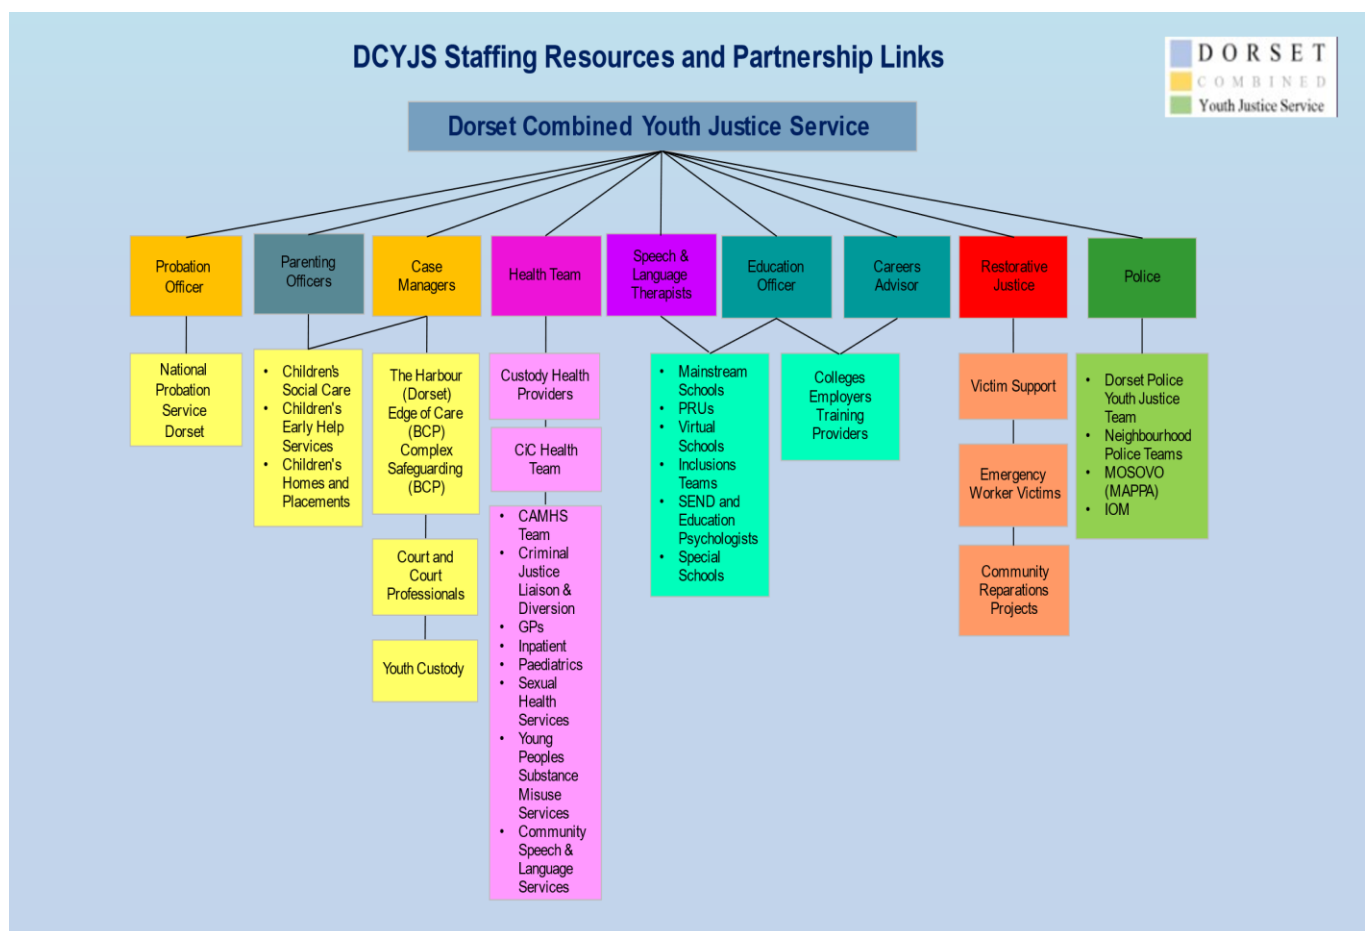 DCYJS Staffing Resources and Partnership Links
DORSET
COMBINED
Youth Justice Service
Dorset Combined Youth Justice Service
Probation
Officer
Parenting
Officers
Case
Managers
Health Team
Speech &
Language
Therapists
Education
Officer
Careers
Advisor
Restorative
Justice
Police
National
Probation
Service
Dorset
• Children's
Social Care
• Children's
Early Help
Services
• Children's
Homes and
Placements
The Harbour
(Dorset)
Edge of Care
(BCP)
Complex
Safeguarding
(BCP)
Court and
Court
Professionals
Youth Custody
Custody Health
Providers
CiC Health
Team
• CAMHS
Team
• Criminal
Justice
Liaison &
Diversion
• GPs
• Inpatient
• Paediatrics
• Sexual
Health
Services
• Young
Peoples
Substance
Misuse
Services
• Community
Speech &
Language
Services
• Mainstream
Schools
• PRUs
• Virtual
Schools
• Inclusions
Teams
• SEND and
Education
Psychologists
• Special
Schools
Colleges
Employers
Training
Providers
Victim Support
Emergency
Worker Victims
Community
Reparations
Projects
• Dorset Police
Youth Justice
Team
• Neighbourhood
Police Teams
• MOSOVO
(MAPPA)
• IOM